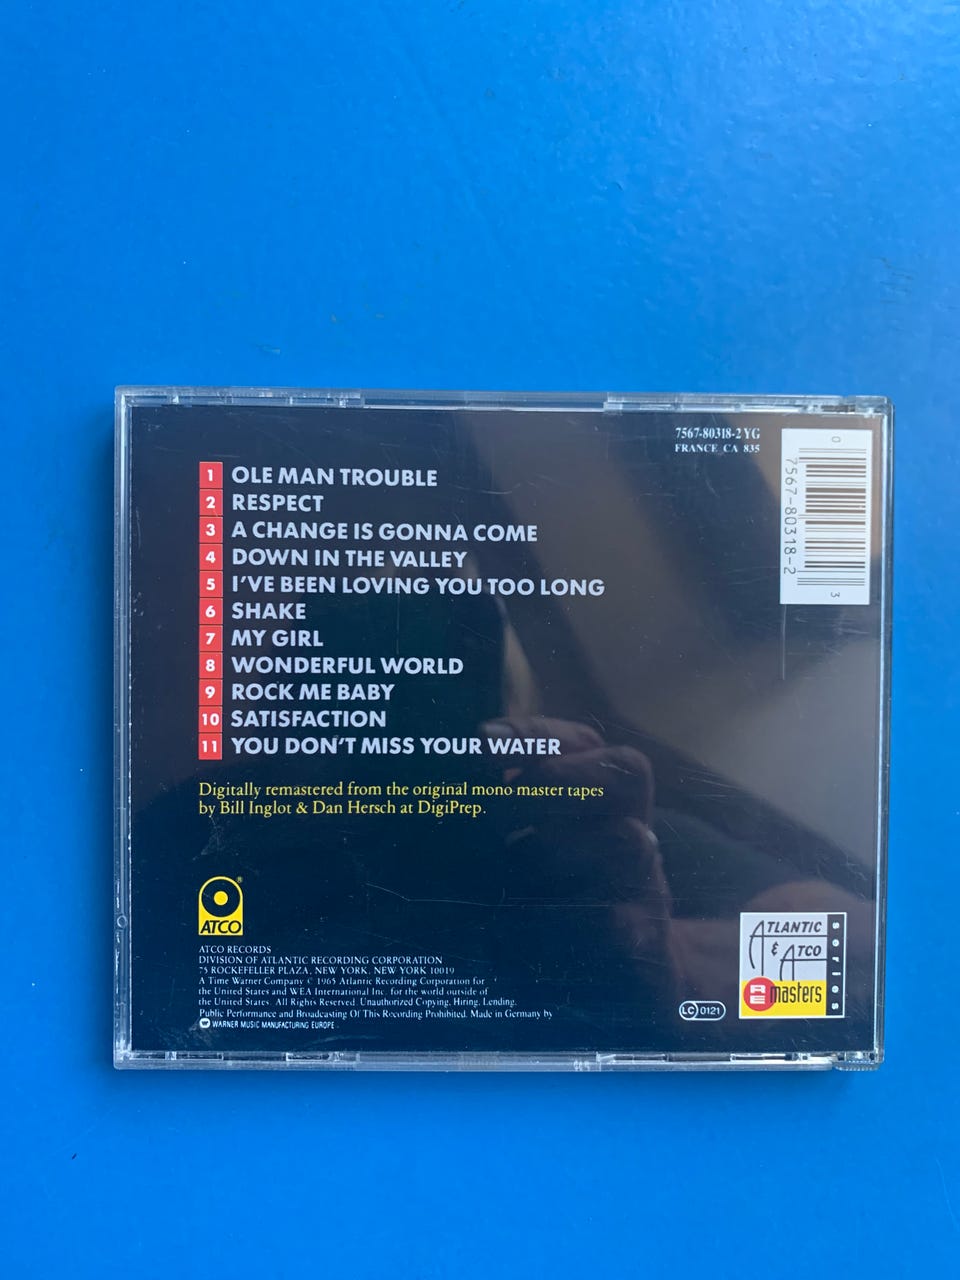 7567-80318-2 YG
FRANCE CA 835
0
7567-80318-2
3
1 OLE MAN TROUBLE
2 RESPECT
3 A CHANGE IS GONNA COME
4 DOWN IN THE VALLEY
5 I'VE BEEN LOVING YOU TOO LONG
6 SHAKE
7 MY GIRL
8 WONDERFUL WORLD
9 ROCK ME BABY
10 SATISFACTION
11 YOU DON'T MISS YOUR WATER
Digitally remastered from the original mono master tapes
by Bill Inglot & Dan Hersch at DigiPrep.
®
ATCO
ATCO RECORDS
DIVISION OF ATLANTIC RECORDING CORPORATION
75 ROCKEFELLER PLAZA, NEW YORK, NEW YORK 10019
A Time Warner Company © 1965 Atlantic Recording Corporation for
the United States and WEA International Inc. for the world outside of
the United States. All Rights Reserved. Unauthorized Copying, Hiring, Lending,
Public Performance and Broadcasting Of This Recording Prohibited. Made in Germany by
WARNER MUSIC MANUFACTURING EUROPE
LC 0121
ATLANTIC
& ATCO
REmasters
series